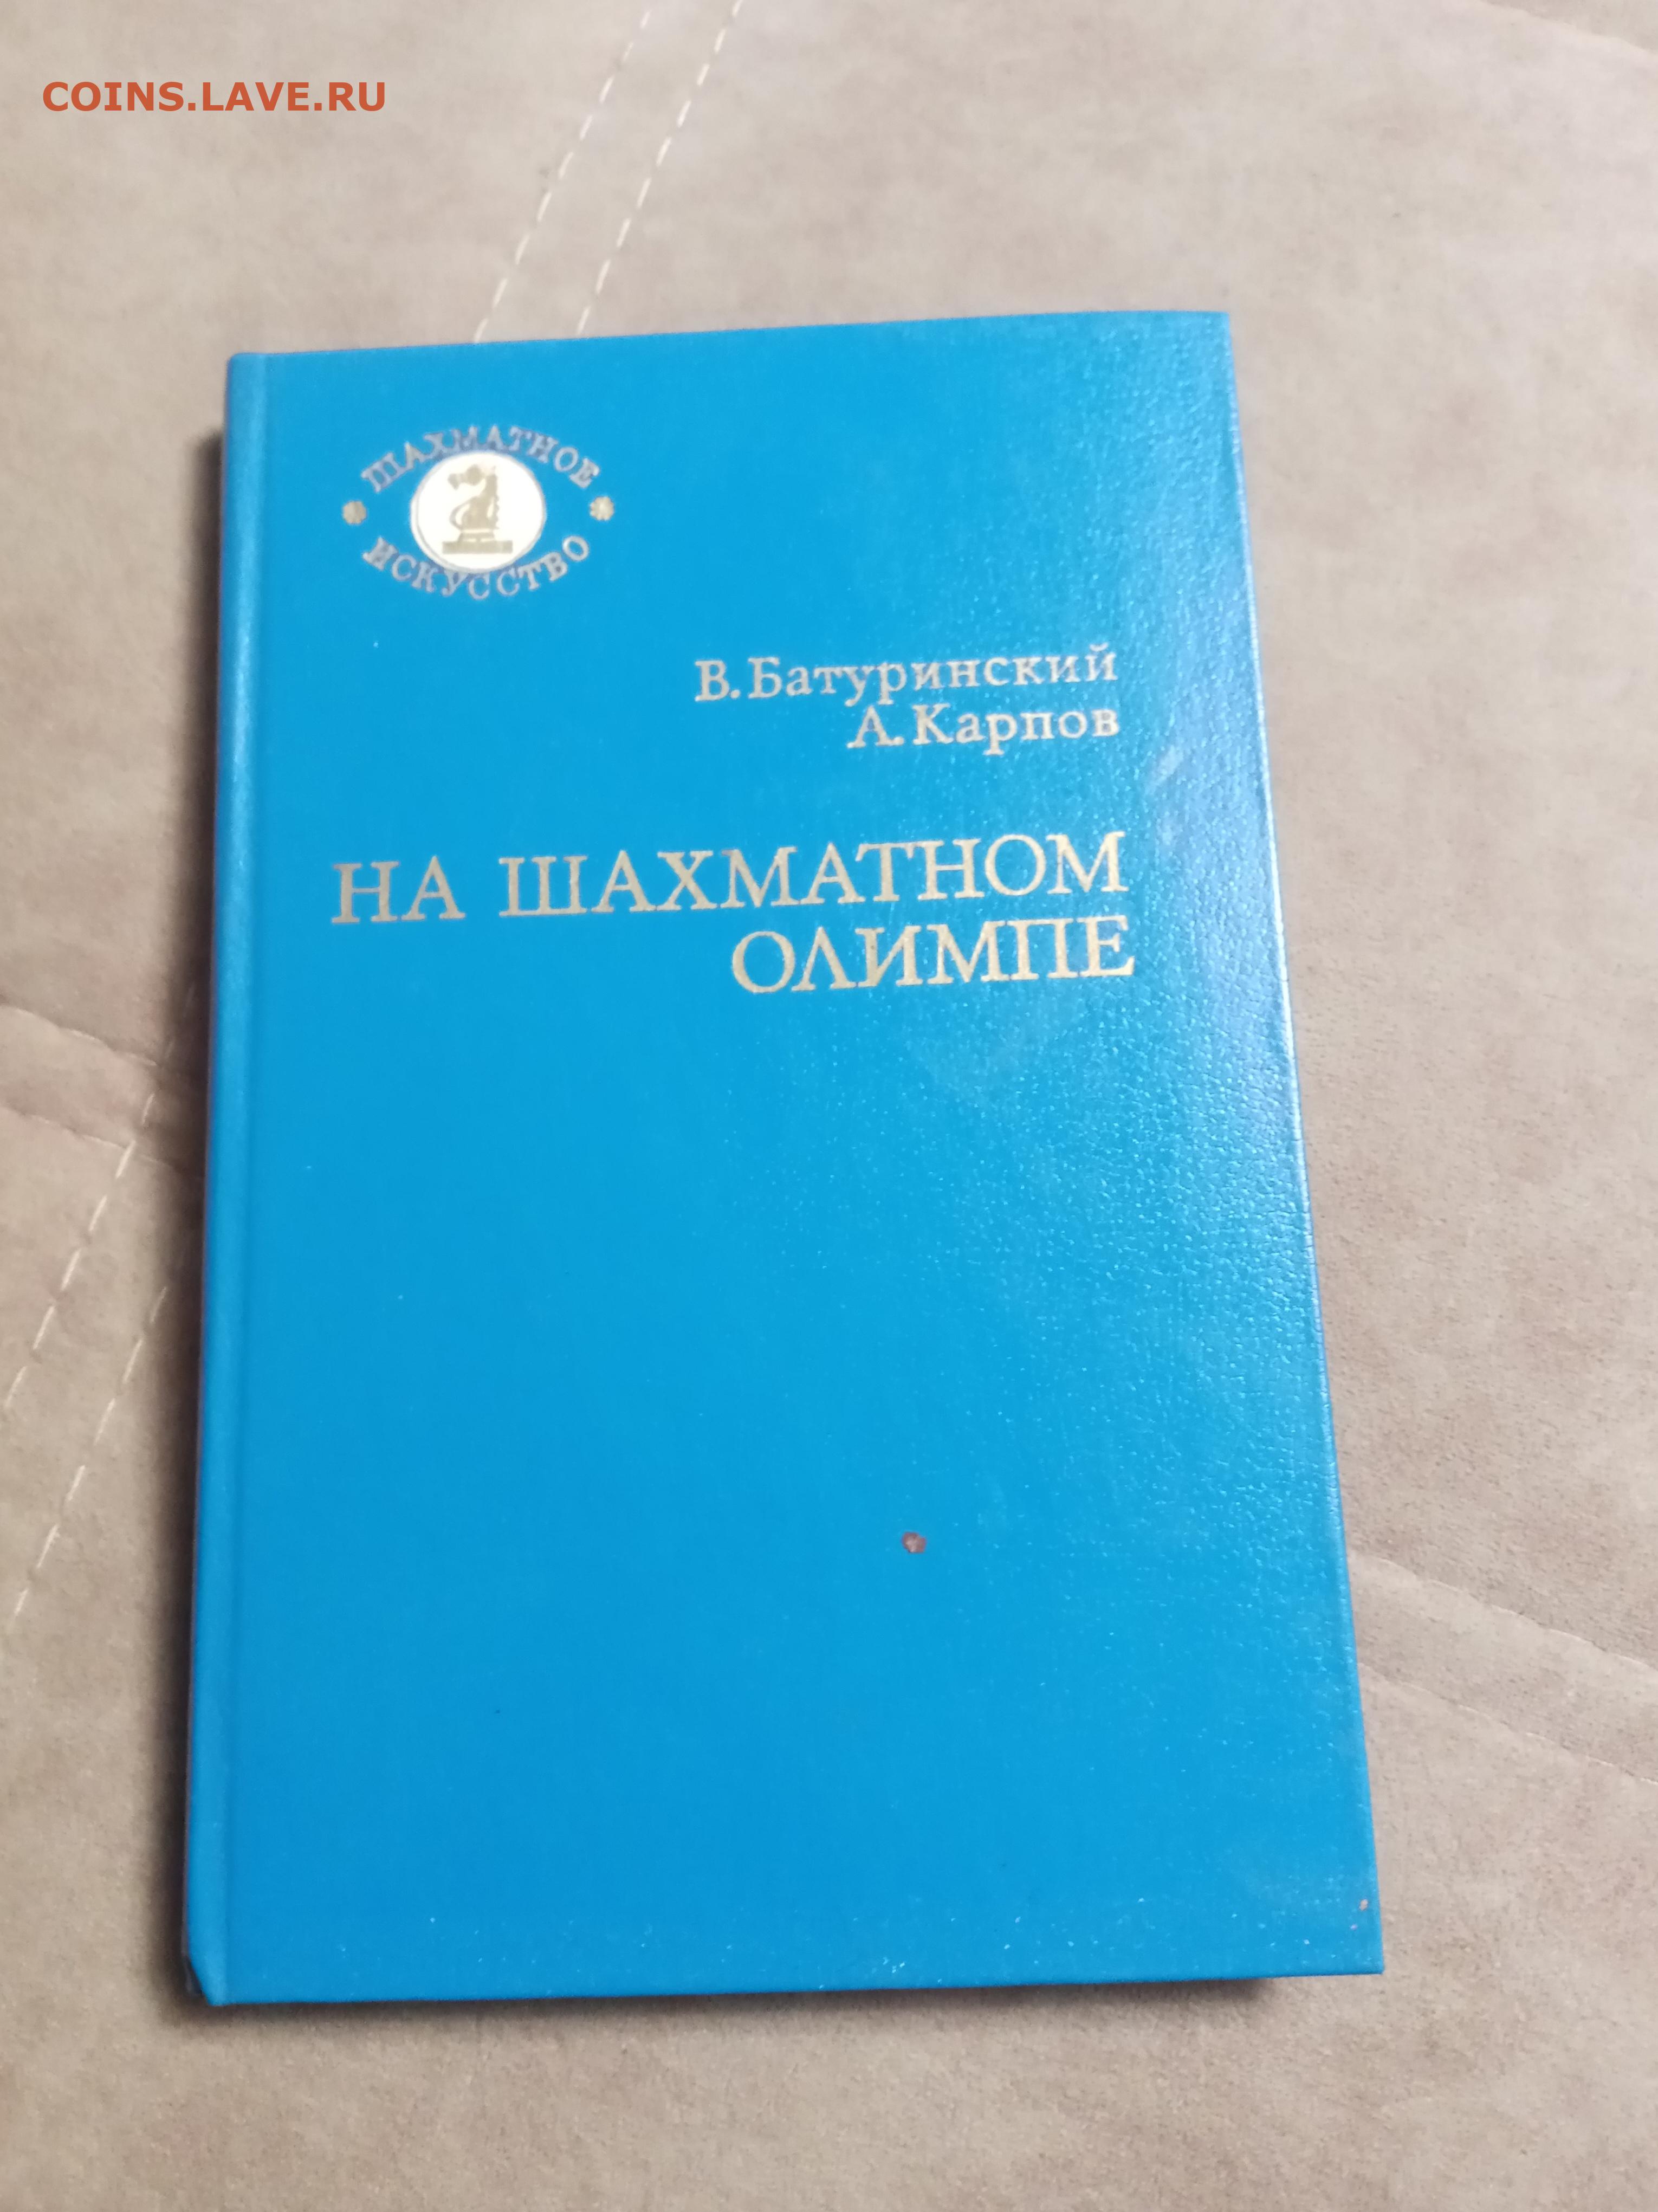 COINS.LAVE.RU
ШАХМАТНОЕ
ИСКУССТВО
В. Батуринский
А. Карпов
НА ШАХМАТНОМ
ОЛИМПЕ